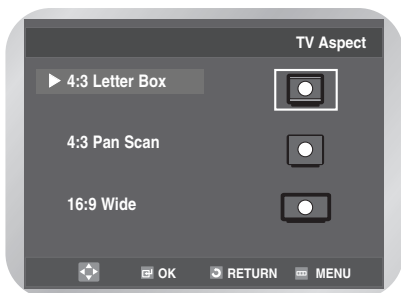 TV Aspect
4:3 Letter Box
4:3 Pan Scan
16:9 Wide
OK RETURN MENU